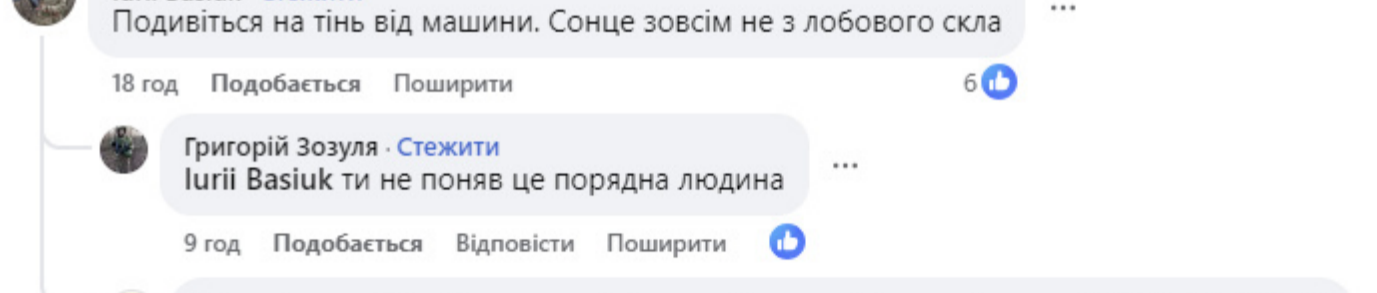 Подивіться на тінь від машини. Сонце зовсім не з лобового скла
18 год Подобається Поширити 6
Григорій Зозуля · Стежити
Iurii Basiuk ти не поняв це порядна людина
9 год Подобається Відповісти Поширити